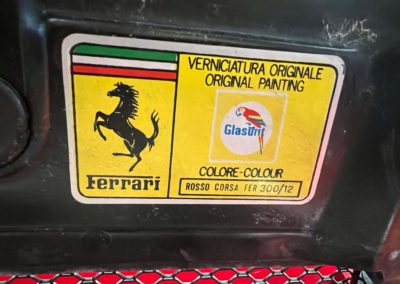 VERNICIATURA ORIGINALE
ORIGINAL PAINTING
Glasurit
COLORE-COLOUR
ROSSO CORSA FER 300/12
Ferrari